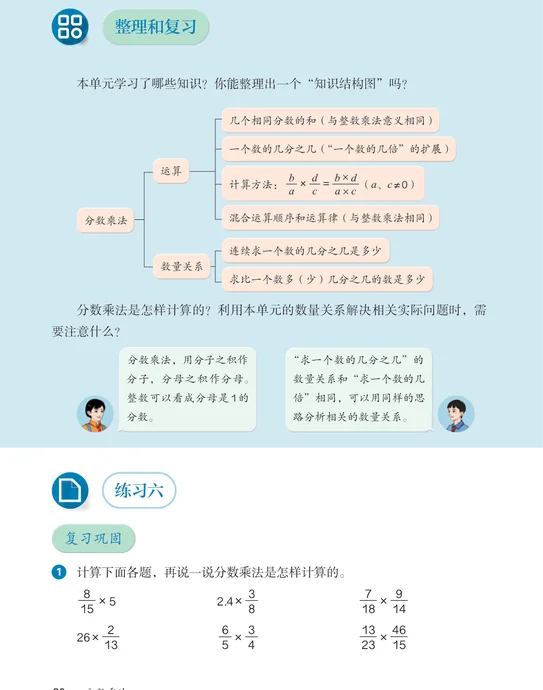 整理和复习
本单元学习了哪些知识？你能整理出一个“知识结构图”吗？
分数乘法
运算
几个相同分数的和（与整数乘法意义相同）
一个数的几分之几（“一个数的几倍”的扩展）
计算方法：b/a × d/c = b×d/a×c（a、c≠0）
混合运算顺序和运算律（与整数乘法相同）
数量关系
连续求一个数的几分之几是多少
求比一个数多（少）几分之几的数是多少
分数乘法是怎样计算的？利用本单元的数量关系解决相关实际问题时，需
要注意什么？
分数乘法，用分子之积作
分子，分母之积作分母。
整数可以看成分母是1的
分数。
“求一个数的几分之几”的
数量关系和“求一个数的几
倍”相同，可以用同样的思
路分析相关的数量关系。
练习六
复习巩固
1 计算下面各题，再说一说分数乘法是怎样计算的。
8/15 × 5 2.4 × 3/8 7/18 × 9/14
26 × 2/13 6/5 × 3/4 13/23 × 46/15